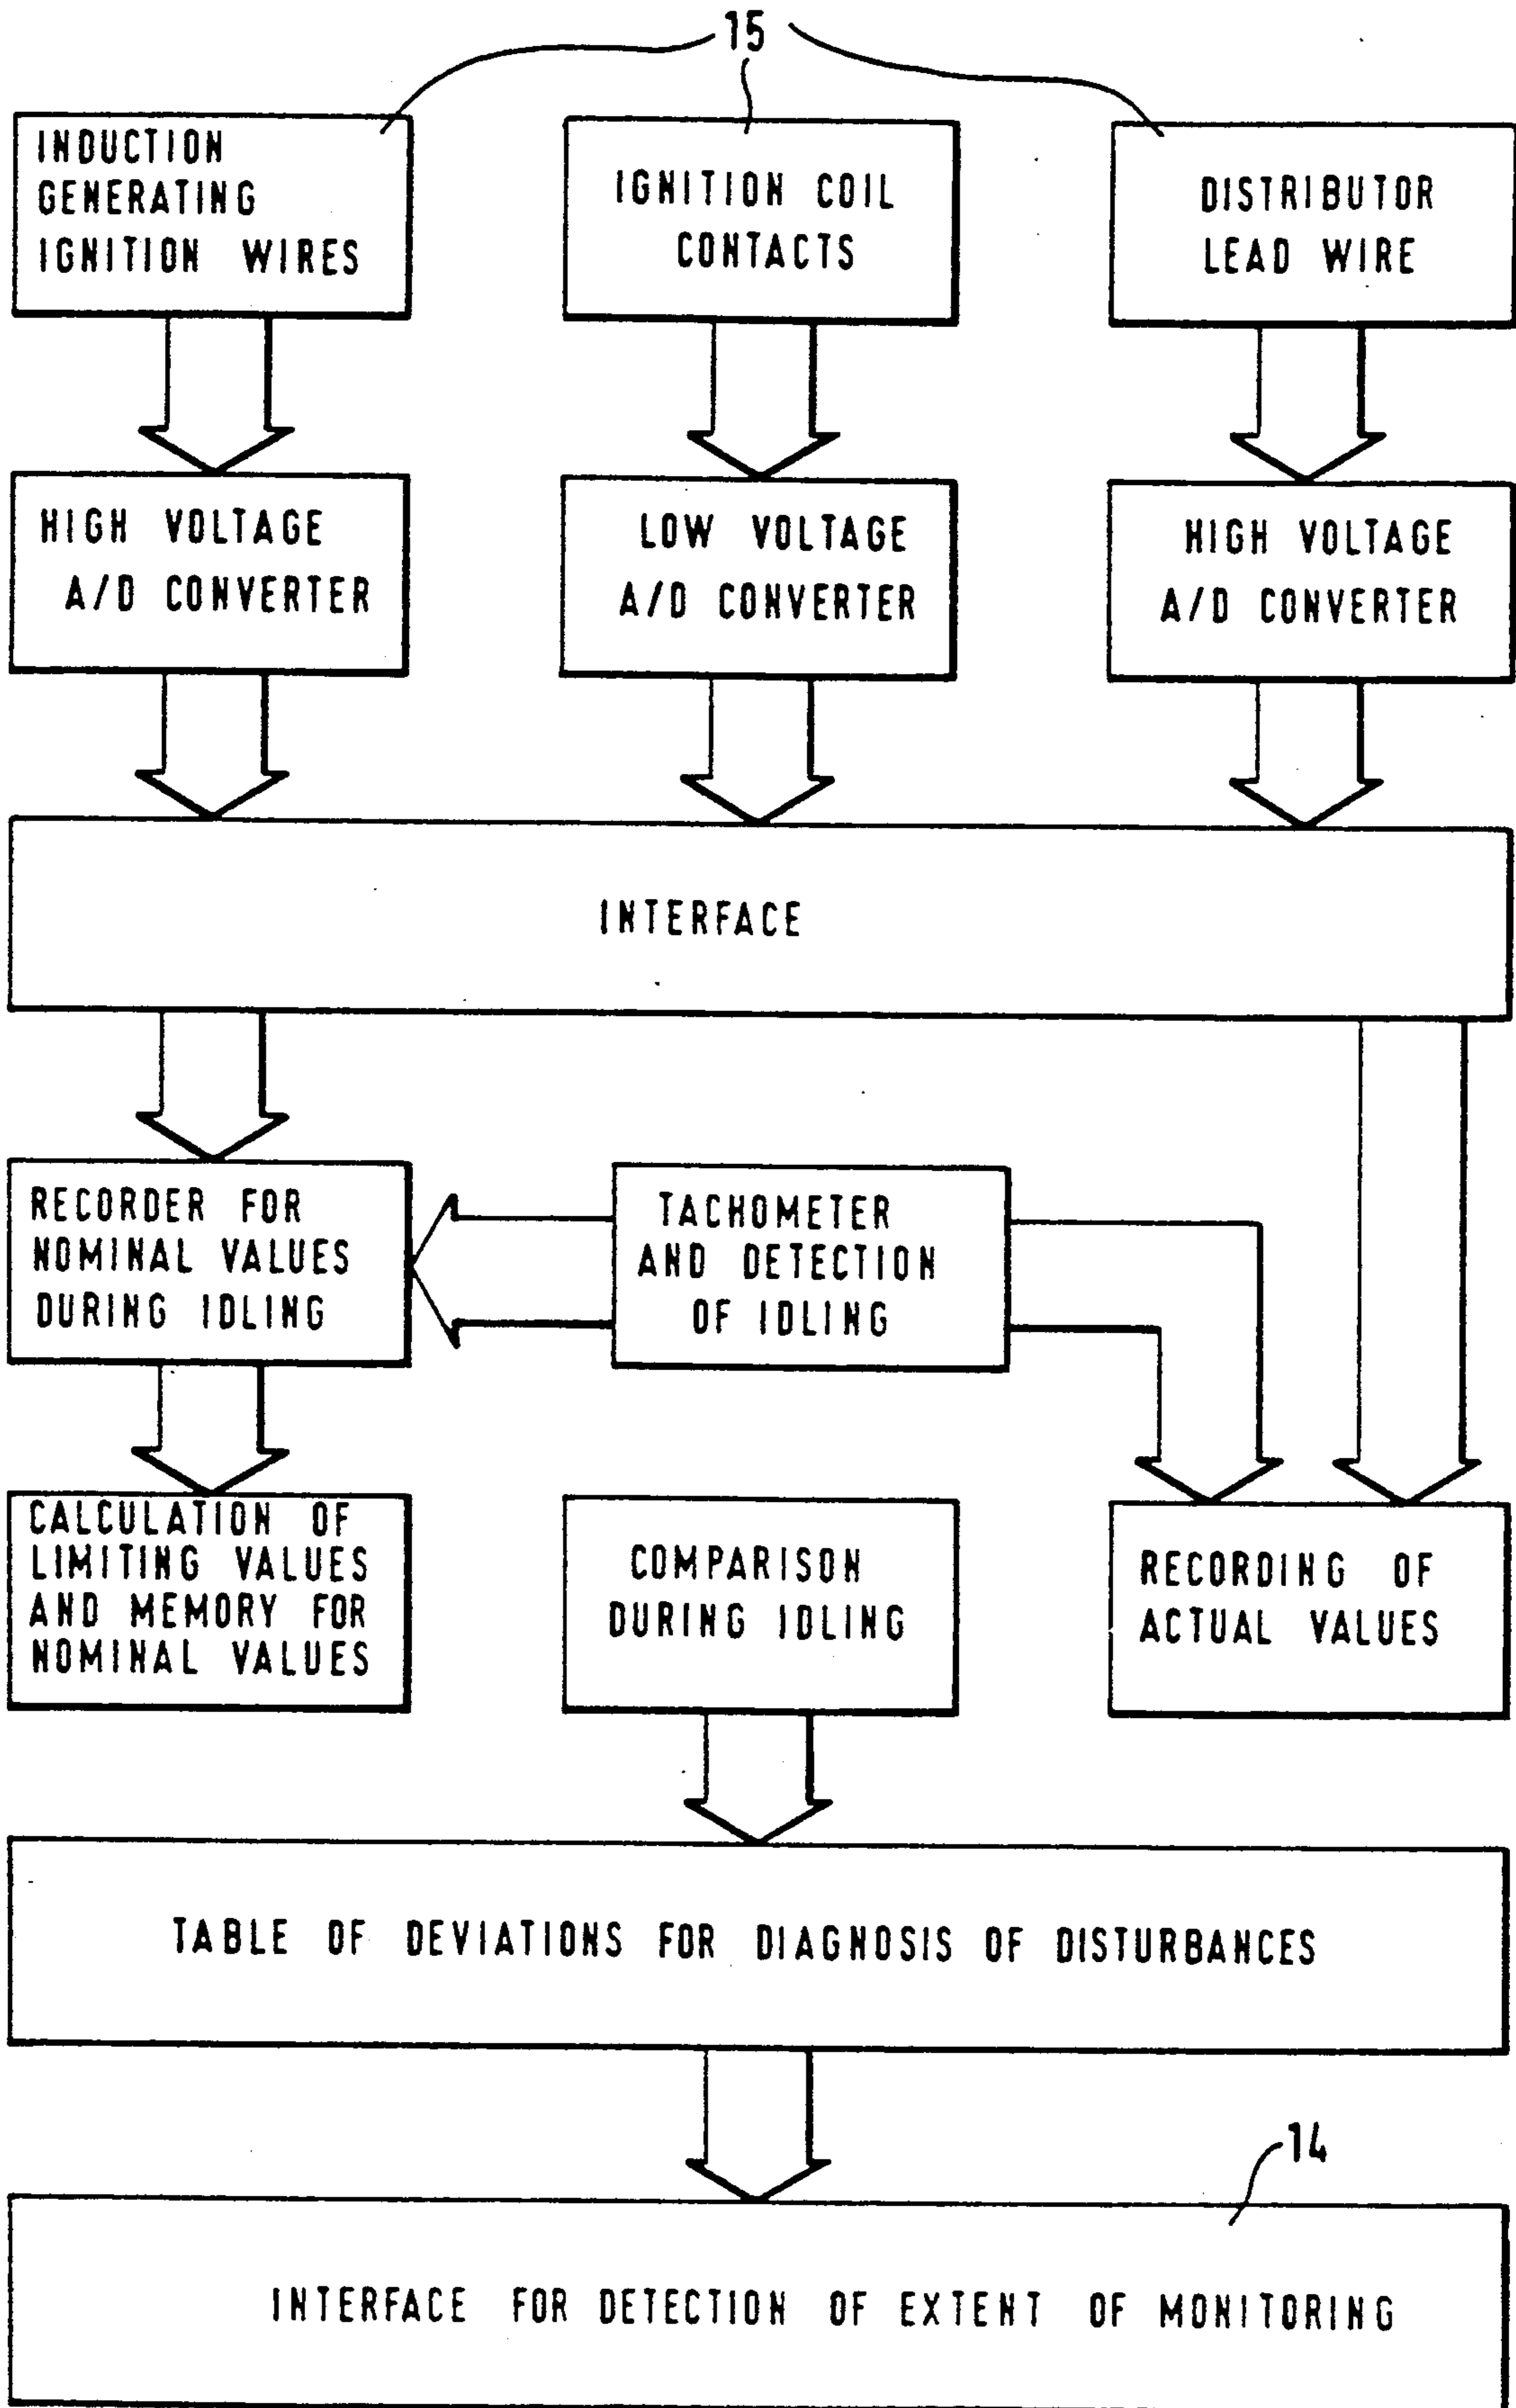 15
INDUCTION
GENERATING
IGNITION WIRES
IGNITION COIL
CONTACTS
DISTRIBUTOR
LEAD WIRE
HIGH VOLTAGE
A/D CONVERTER
LOW VOLTAGE
A/D CONVERTER
HIGH VOLTAGE
A/D CONVERTER
INTERFACE
RECORDER FOR
NOMINAL VALUES
DURING IDLING
TACHOMETER
AND DETECTION
OF IDLING
CALCULATION OF
LIMITING VALUES
AND MEMORY FOR
NOMINAL VALUES
COMPARISON
DURING IDLING
RECORDING OF
ACTUAL VALUES
TABLE OF DEVIATIONS FOR DIAGNOSIS OF DISTURBANCES
14
INTERFACE FOR DETECTION OF EXTENT OF MONITORING